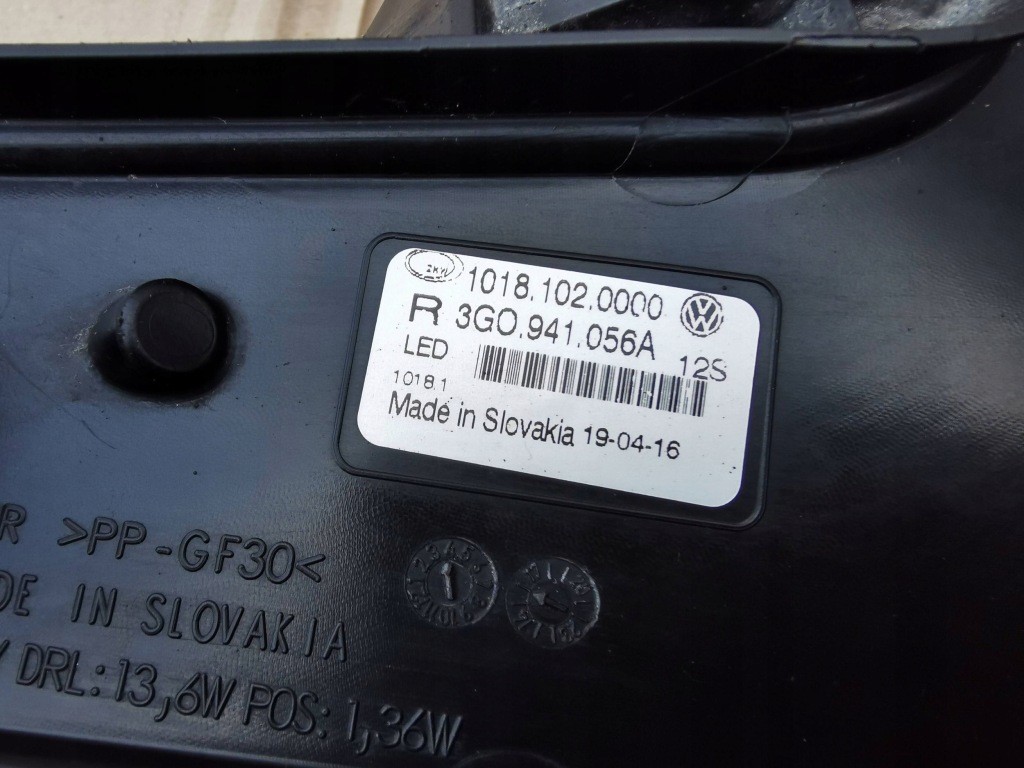 1018.102.0000
R 3G0.941.056A 12S
LED
1018.1
Made in Slovakia 19-04-16
R >PP-GF30<
DE IN SLOVAKIA
DRL: 13,6W POS: 1,36W